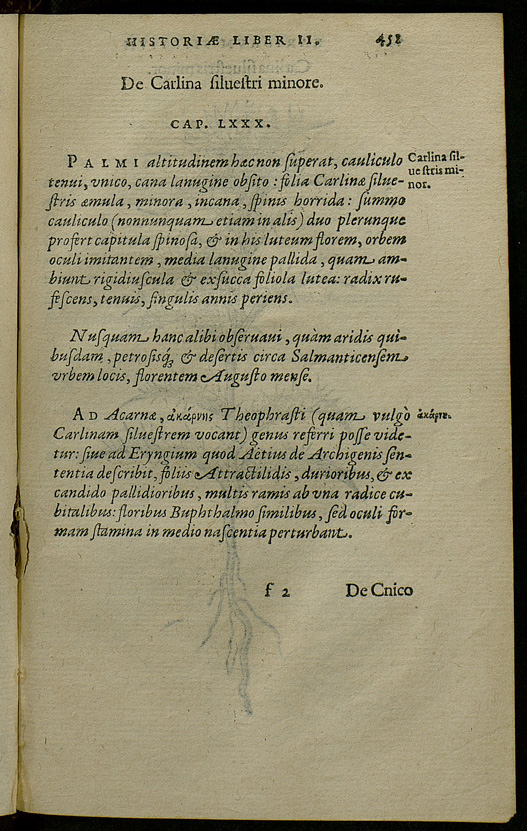 HISTORIÆ LIBER II. 452
De Carlina ſilueſtri minore.
CAP. LXXX.
PALMI altitudinem hæc non ſuperat, cauliculo
tenui, vnico, cana lanugine obſito : folia Carlinæ ſilue-
ſtris æmula, minora, incana, ſpinis horrida : ſummo
cauliculo (nonnunquam etiam in alis) duo plerunque
profert capitula ſpinoſa, & in his luteum florem, orbem
oculi imitantem, media lanugine pallida, quam am-
biunt rigidiuſcula & exſucca foliola lutea: radix ru-
feſcens, tenuis, ſingulis annis periens.
Carlina ſil-
ueſtris mi-
nor.
Nuſquam hanc alibi obſeruaui, quàm aridis qui-
buſdam, petroſisq́, & deſertis circa Salmanticenſem
vrbem locis, florentem Auguſto menſe.
AD Acarnæ, ἀκάρνης Theophraſti (quam vulgò
Carlinam ſilueſtrem vocant) genus referri poſſe vide-
tur: ſiue ad Eryngium quod Aetius de Archigenis ſen-
tentia deſcribit, foliis Attractilidis, durioribus, & ex
candido pallidioribus, multis ramis ab vna radice cu-
bitalibus: floribus Buphthalmo ſimilibus, ſed oculi for-
mam ſtamina in medio naſcentia perturbant.
f 2 De Cnico